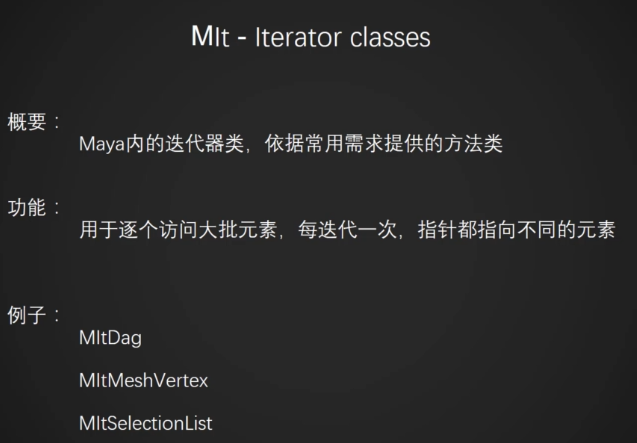 MIt - Iterator classes
概要：
Maya内的迭代器类，依据常用需求提供的方法类
功能：
用于逐个访问大批元素，每迭代一次，指针都指向不同的元素
例子：
MItDag
MItMeshVertex
MItSelectionList